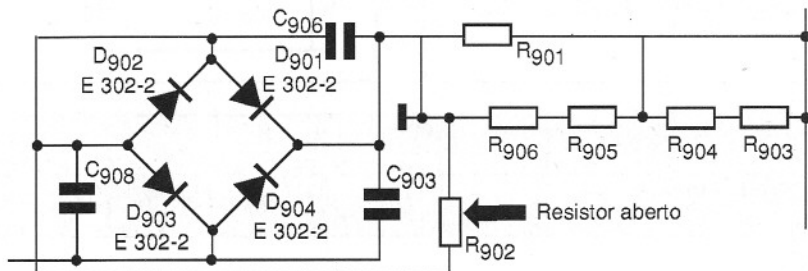 C906
D902
E 302-2
D901
E 302-2
R901
C908
D903
E 302-2
D904
E 302-2
C903
R906
R905
R904
R903
R902
Resistor aberto